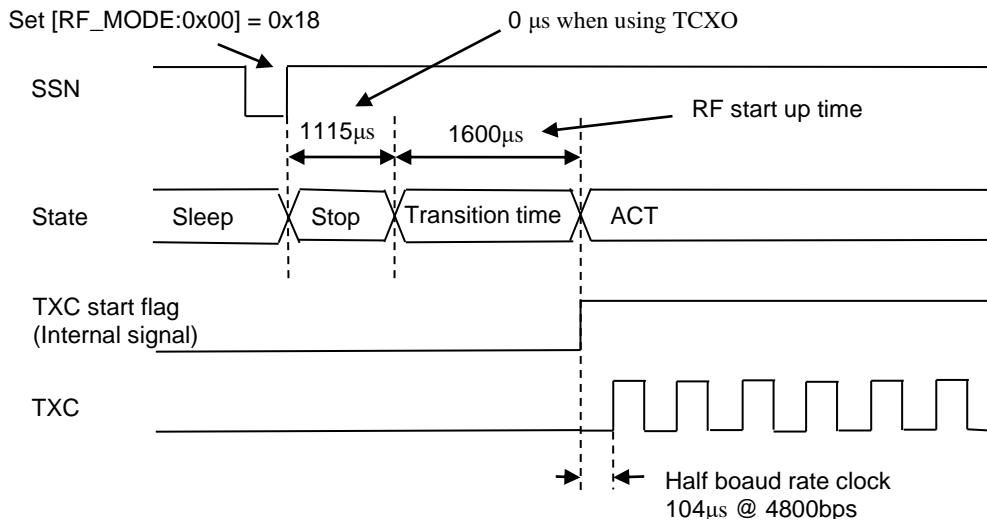 Set [RF_MODE:0x00] = 0x18
0 μs when using TCXO
SSN
RF start up time
1115μs
1600μs
State
Sleep
Stop
Transition time
ACT
TXC start flag
(Internal signal)
TXC
Half boaud rate clock
104μs @ 4800bps